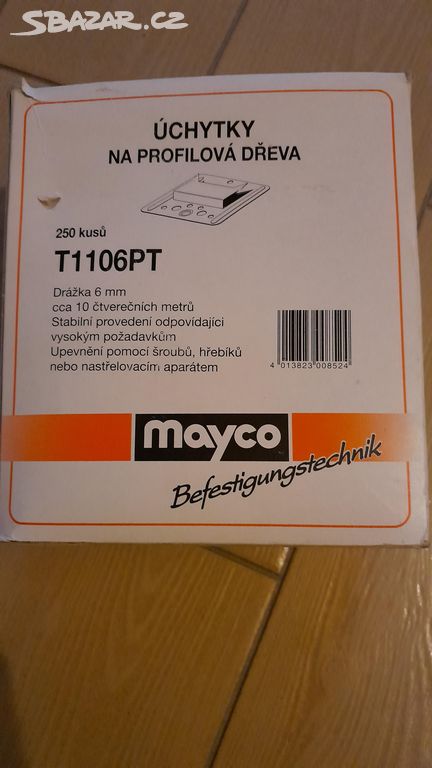 SBAZAR.CZ
ÚCHYTKY
NA PROFILOVÁ DŘEVA
250 kusů
T1106PT
Drážka 6 mm
cca 10 čtverečních metrů
Stabilní provedení odpovídajíci
vysokým požadavkům
Upevnění pomocí šroubů, hřebíků
nebo nastřelovacím aparátem
4 013823 008524
mayco
Befestigungstechnik